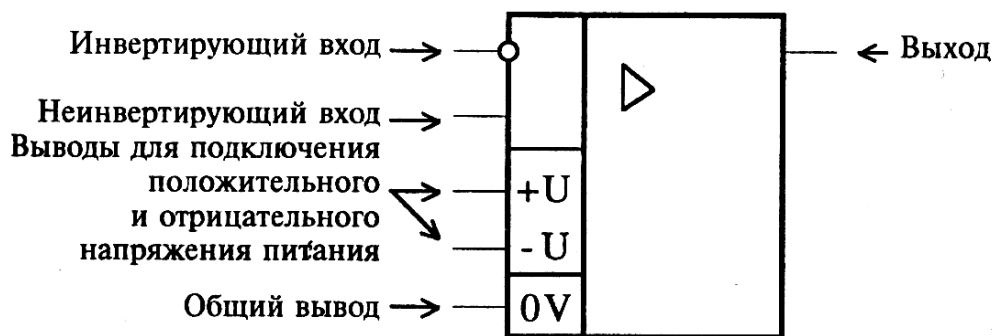 Инвертирующий вход
Выход
Неинвертирующий вход
Выводы для подключения
положительного
и отрицательного
напряжения питания
+U
-U
Общий вывод
0V